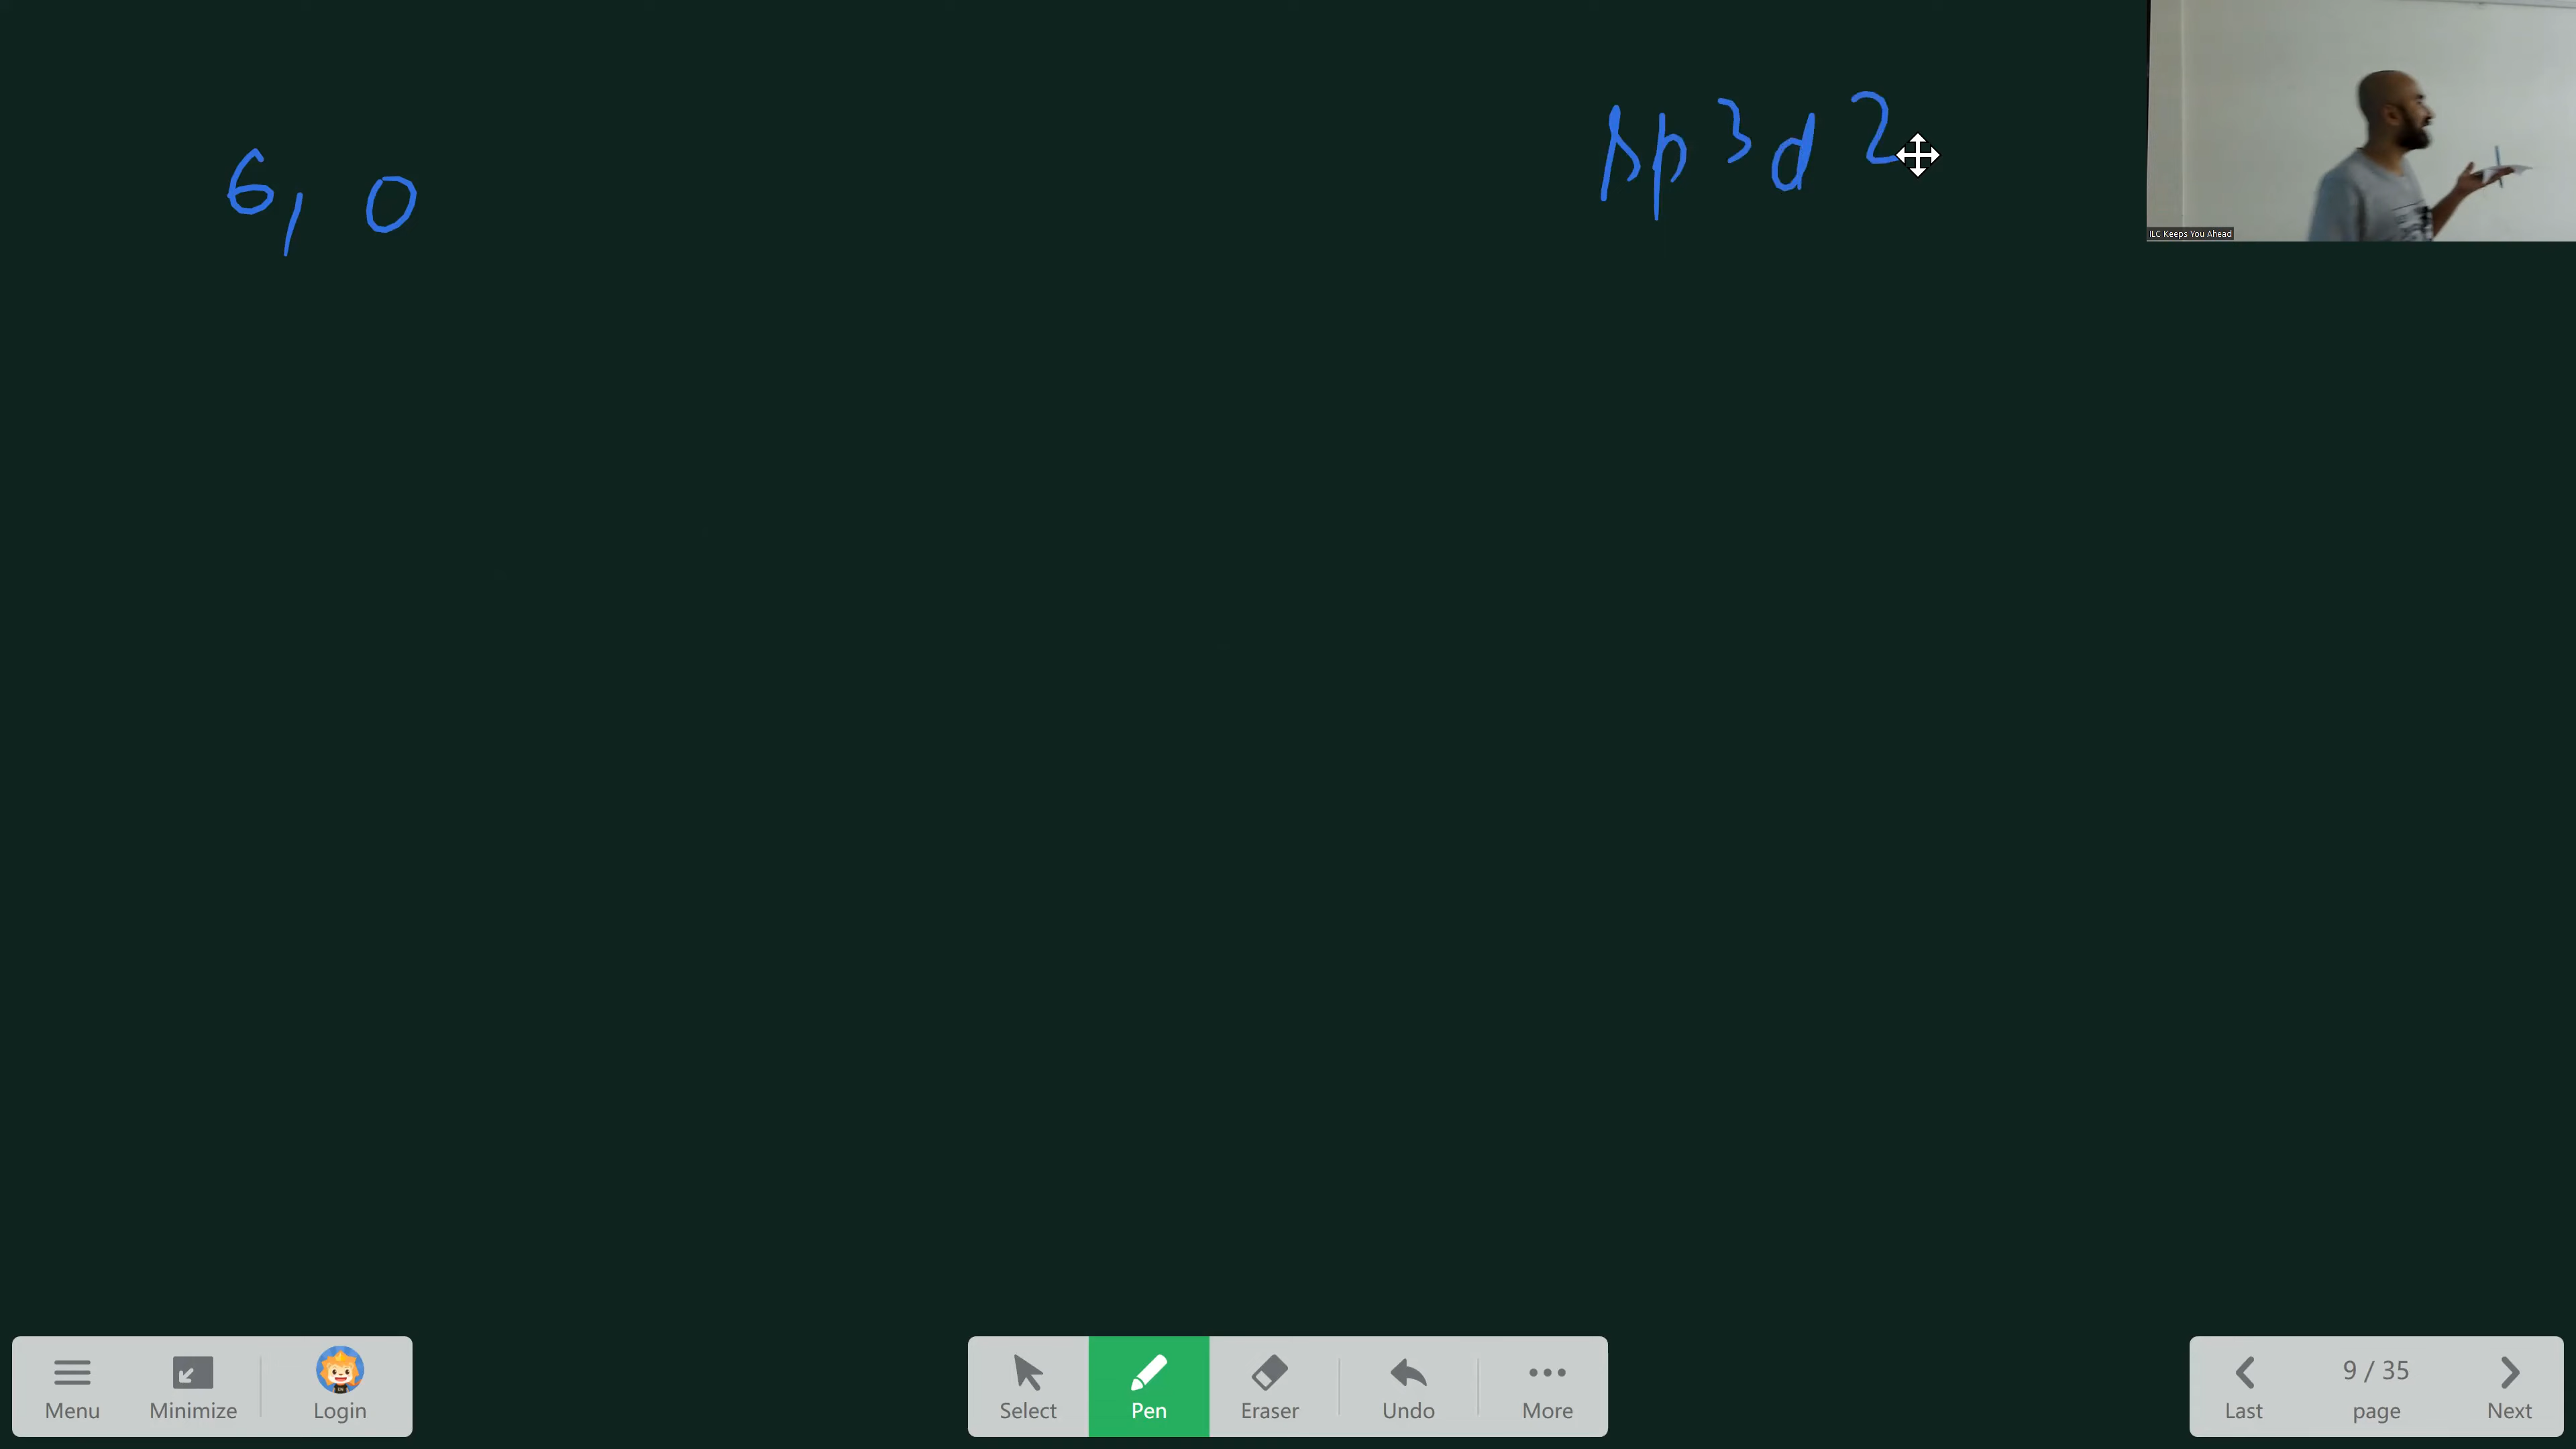 6, 0
sp³d²
ILC Keeps You Ahead
Menu Minimize Login
Select Pen Eraser Undo More
Last 9 / 35 page Next